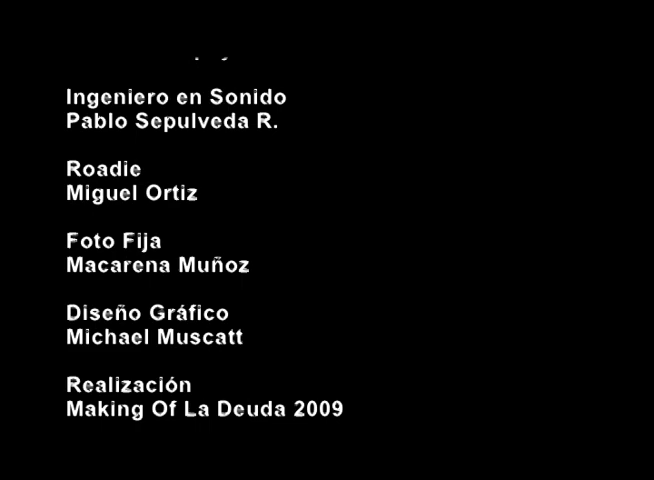 Ingeniero en Sonido
Pablo Sepulveda R.
Roadie
Miguel Ortiz
Foto Fija
Macarena Muñoz
Diseño Gráfico
Michael Muscatt
Realización
Making Of La Deuda 2009